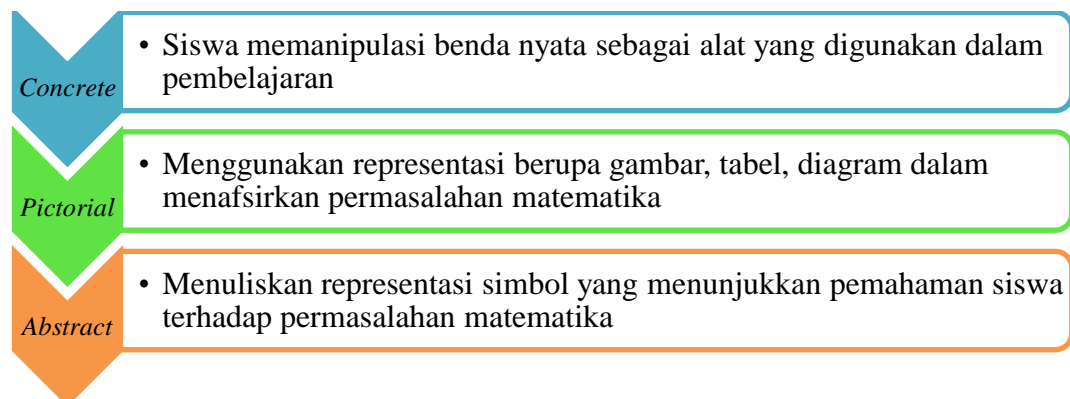 Concrete
• Siswa memanipulasi benda nyata sebagai alat yang digunakan dalam
pembelajaran
Pictorial
• Menggunakan representasi berupa gambar, tabel, diagram dalam
menafsirkan permasalahan matematika
Abstract
• Menuliskan representasi simbol yang menunjukkan pemahaman siswa
terhadap permasalahan matematika